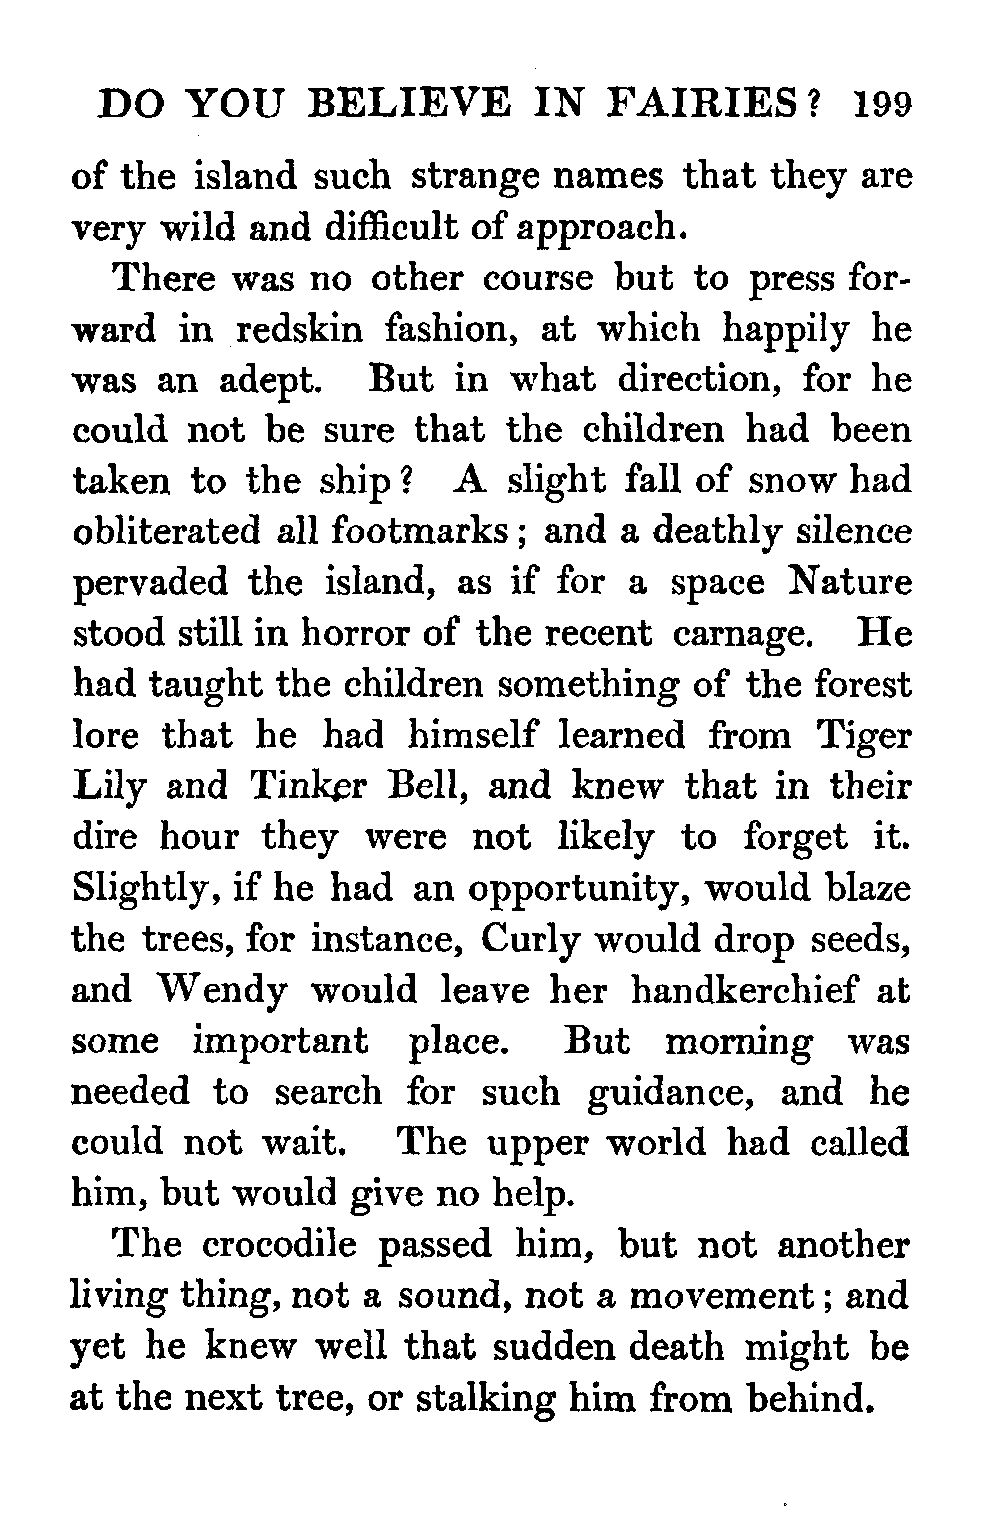 DO YOU BELIEVE IN FAIRIES? 199
of the island such strange names that they are
very wild and difficult of approach.
There was no other course but to press for-
ward in redskin fashion, at which happily he
was an adept. But in what direction, for he
could not be sure that the children had been
taken to the ship? A slight fall of snow had
obliterated all footmarks; and a deathly silence
pervaded the island, as if for a space Nature
stood still in horror of the recent carnage. He
had taught the children something of the forest
lore that he had himself learned from Tiger
Lily and Tinker Bell, and knew that in their
dire hour they were not likely to forget it.
Slightly, if he had an opportunity, would blaze
the trees, for instance, Curly would drop seeds,
and Wendy would leave her handkerchief at
some important place. But morning was
needed to search for such guidance, and he
could not wait. The upper world had called
him, but would give no help.
The crocodile passed him, but not another
living thing, not a sound, not a movement; and
yet he knew well that sudden death might be
at the next tree, or stalking him from behind.